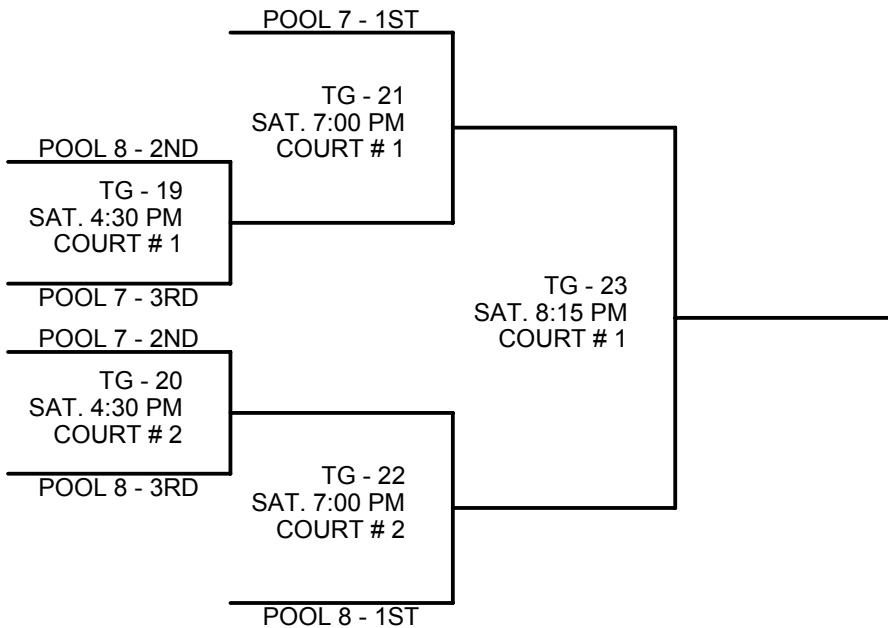 POOL 7 - 1ST
TG - 21
SAT. 7:00 PM
COURT # 1
POOL 8 - 2ND
TG - 19
SAT. 4:30 PM
COURT # 1
POOL 7 - 3RD
TG - 23
SAT. 8:15 PM
COURT # 1
POOL 7 - 2ND
TG - 20
SAT. 4:30 PM
COURT # 2
POOL 8 - 3RD
TG - 22
SAT. 7:00 PM
COURT # 2
POOL 8 - 1ST